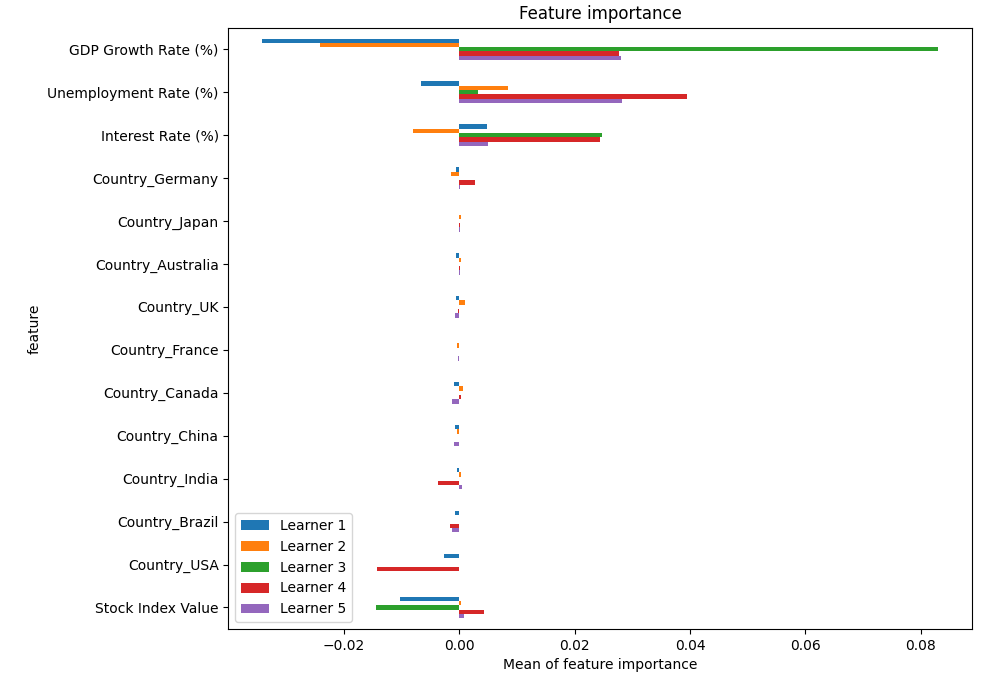 Feature importance
GDP Growth Rate (%)
Unemployment Rate (%)
Interest Rate (%)
Country_Germany
Country_Japan
Country_Australia
Country_UK
Country_France
Country_Canada
Country_China
Country_India
Country_Brazil
Country_USA
Stock Index Value
feature
Learner 1
Learner 2
Learner 3
Learner 4
Learner 5
−0.02 0.00 0.02 0.04 0.06 0.08
Mean of feature importance